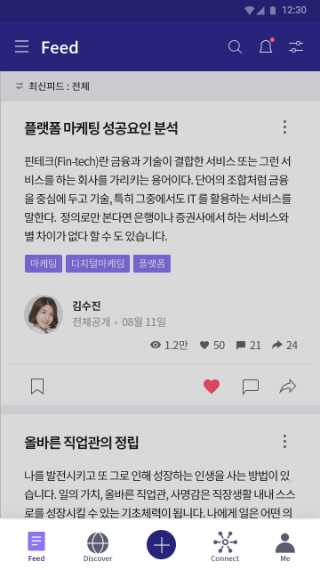 12:30
Feed
최신피드 : 전체
플랫폼 마케팅 성공요인 분석
핀테크(Fin-tech)란 금융과 기술이 결합한 서비스 또는 그런 서
비스를 하는 회사를 가리키는 용어이다. 단어의 조합처럼 금융
을 중심에 두고 기술, 특히 그중에서도 IT 를 활용하는 서비스를
말한다. 정의로만 본다면 은행이나 증권사에서 하는 서비스와
별 차이가 없다 할 수 도 있습니다.
마케팅 디지털마케팅 플랫폼
김수진
전체공개 • 08월 11일
1.2만 50 21 24
올바른 직업관의 정립
나를 발전시키고 또 그로 인해 성장하는 인생을 사는 방법이 있
습니다. 일의 가치, 올바른 직업관, 사명감은 직장생활 내내 스스
로를 성장시킬 수 있는 기초체력이 됩니다. 나에게 일은 어떤 의
Feed Discover Connect Me